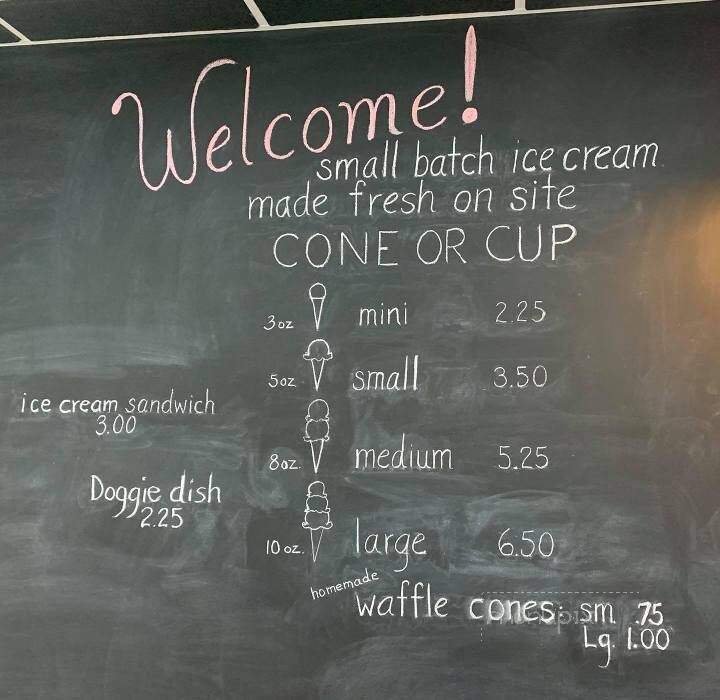 Welcome!
small batch ice cream
made fresh on site
CONE OR CUP
3oz mini 2.25
5oz small 3.50
8oz. medium 5.25
10 oz. large 6.50
ice cream sandwich
3.00
Doggie dish
2.25
homemade
waffle cones: sm .75
Lg. 1.00